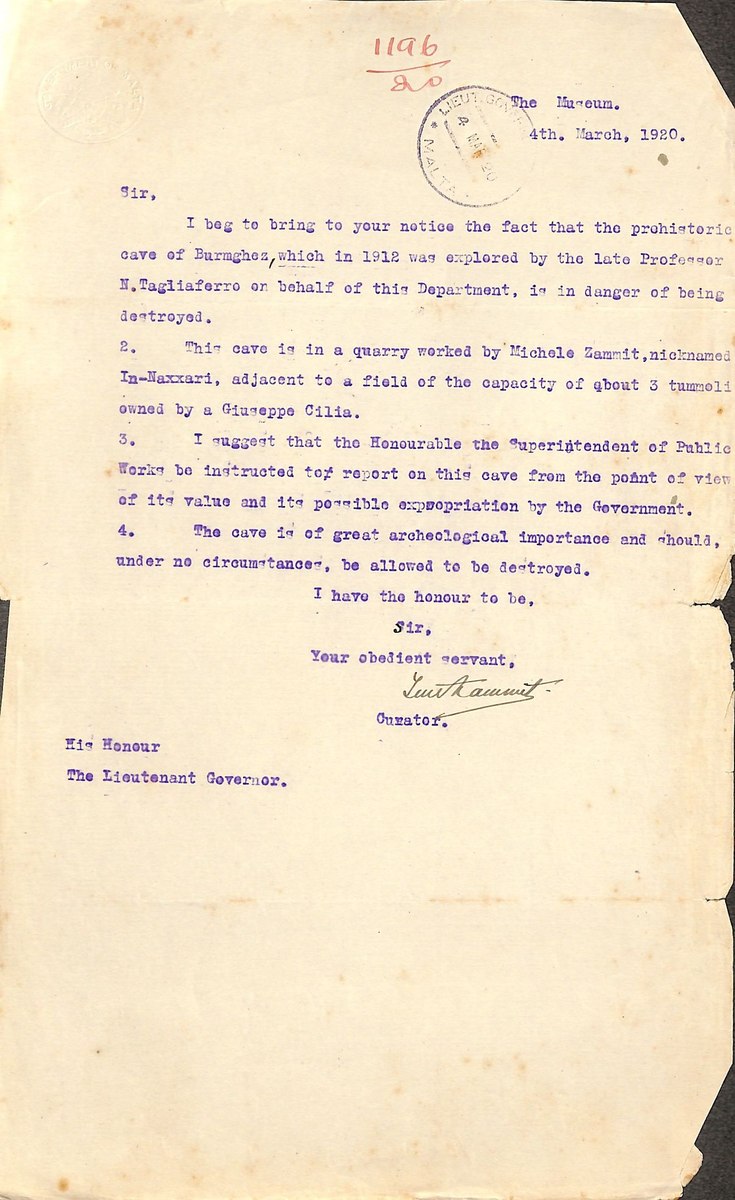 1196
20
The Museum.
4th. March, 1920.
LIEUT. GOV
4 MAR 20
MALTA
Sir,
I beg to bring to your notice the fact that the prohistoric
cave of Burmghez, which in 1912 was explored by the late Professor
N.Tagliaferro on behalf of this Department, is in danger of being
destroyed.
2. This cave is in a quarry worked by Michele Zammit,nicknamed
In-Naxxari, adjacent to a field of the capacity of qbout 3 tummoli
owned by a Giuseppe Cilia.
3. I suggest that the Honourable the Superintendent of Public
Works be instructed to report on this cave from the point of view
of its value and its possible expropriation by the Government.
4. The cave is of great archeological importance and should,
under no circumstances, be allowed to be destroyed.
I have the honour to be,
Sir,
Your obedient servant,
Zammit
Curator.
His Honour
The Lieutenant Governor.